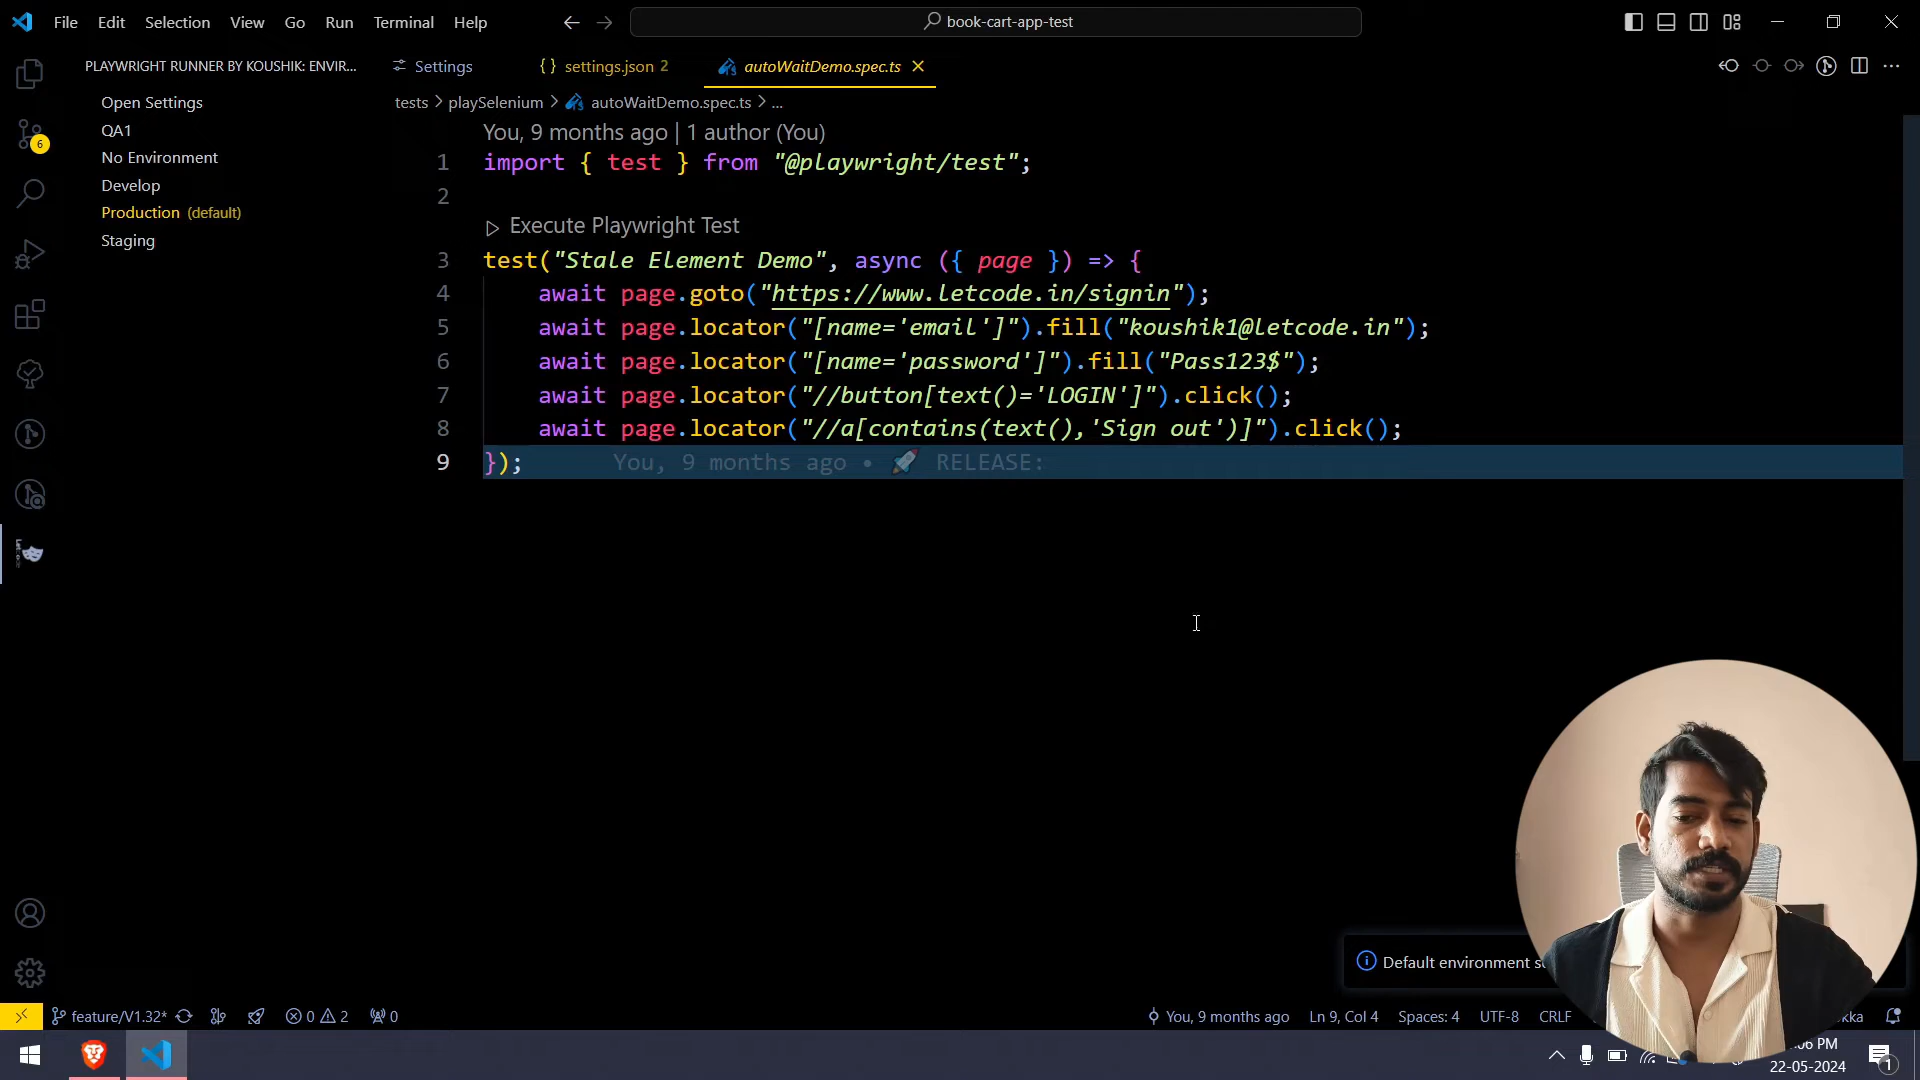 File Edit Selection View Go Run Terminal Help
book-cart-app-test
PLAYWRIGHT RUNNER BY KOUSHIK: ENVIR...
Open Settings
QA1
No Environment
Develop
Production (default)
Staging
Settings
settings.json 2
autoWaitDemo.spec.ts
tests > playSelenium > autoWaitDemo.spec.ts > ...
You, 9 months ago | 1 author (You)
1 import { test } from "@playwright/test";
2
Execute Playwright Test
3 test("Stale Element Demo", async ({ page }) => {
4 await page.goto("https://www.letcode.in/signin");
5 await page.locator("[name='email']").fill("koushik1@letcode.in");
6 await page.locator("[name='password']").fill("Pass123$");
7 await page.locator("//button[text()='LOGIN']").click();
8 await page.locator("//a[contains(text(),'Sign out')]").click();
9 }); You, 9 months ago • 🚀 RELEASE:
6
Default environment
feature/V1.32* 0 2 0
You, 9 months ago Ln 9, Col 4 Spaces: 4 UTF-8 CRLF
PM
22-05-2024
1